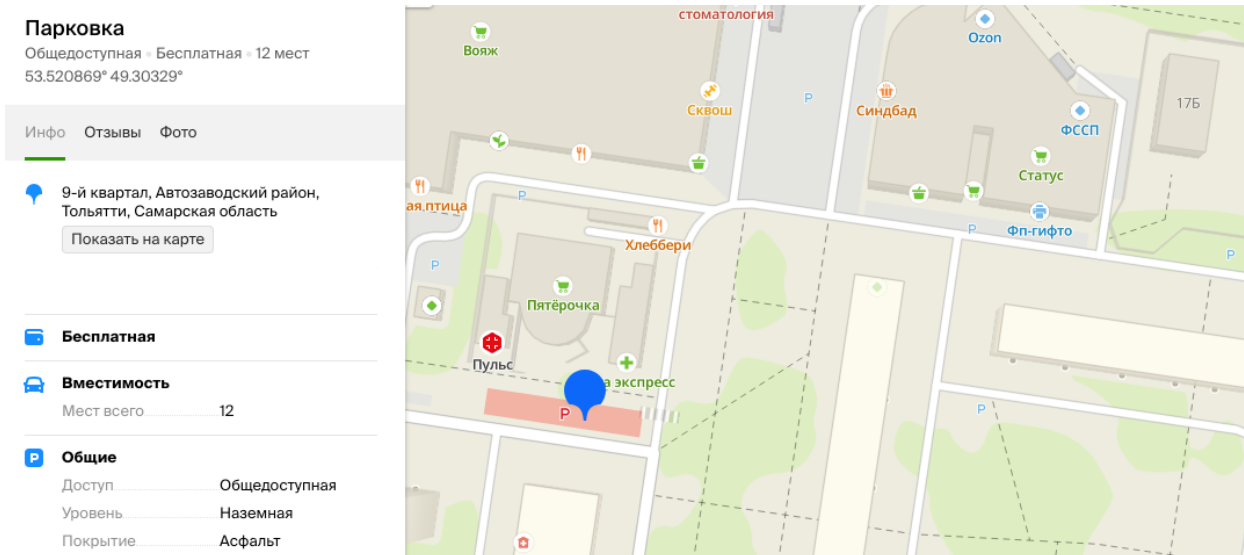 Парковка
Общедоступная • Бесплатная • 12 мест
53.520869° 49.30329°
Инфо Отзывы Фото
9-й квартал, Автозаводский район,
Тольятти, Самарская область
Показать на карте
Бесплатная
Вместимость
Мест всего 12
Общие
Доступ Общедоступная
Уровень Наземная
Покрытие Асфальт
стоматология
Вояж
Ozon
Сквош
P
Синдбад
17Б
ФССП
Статус
P
ая птица
Хлеббери
P
Фп-гифто
P
P
Пятёрочка
Пульс
а экспресс
P
P